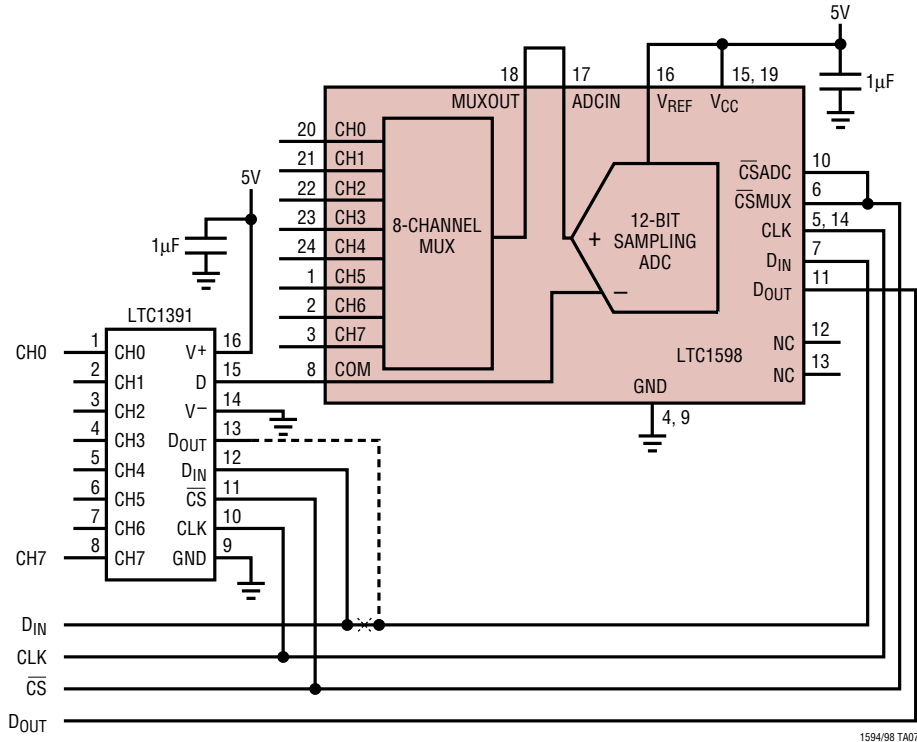 5V
1µF
18
17
16
15, 19
MUXOUT
ADCIN
VREF
VCC
20 CH0
21 CH1
22 CH2
23 CH3
24 CH4
1 CH5
2 CH6
3 CH7
8 COM
8-CHANNEL
MUX
+
12-BIT
SAMPLING
ADC
–
CSADC 10
CSMUX 6
CLK 5, 14
DIN 7
DOUT 11
NC 12
NC 13
LTC1598
GND
4, 9
5V
1µF
LTC1391
CH0 1 CH0 V+ 16
2 CH1 D 15
3 CH2 V– 14
4 CH3 DOUT 13
5 CH4 DIN 12
6 CH5 CS 11
7 CH6 CLK 10
CH7 8 CH7 GND 9
DIN
CLK
CS
DOUT
1594/98 TA07